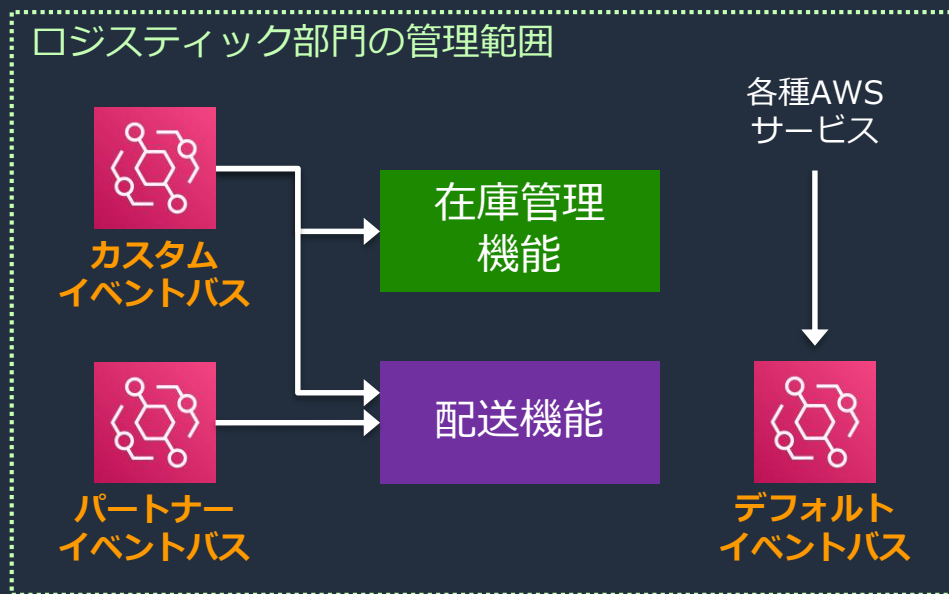 ロジスティック部門の管理範囲
各種AWS
サービス
カスタム
イベントバス
在庫管理
機能
パートナー
イベントバス
配送機能
デフォルト
イベントバス